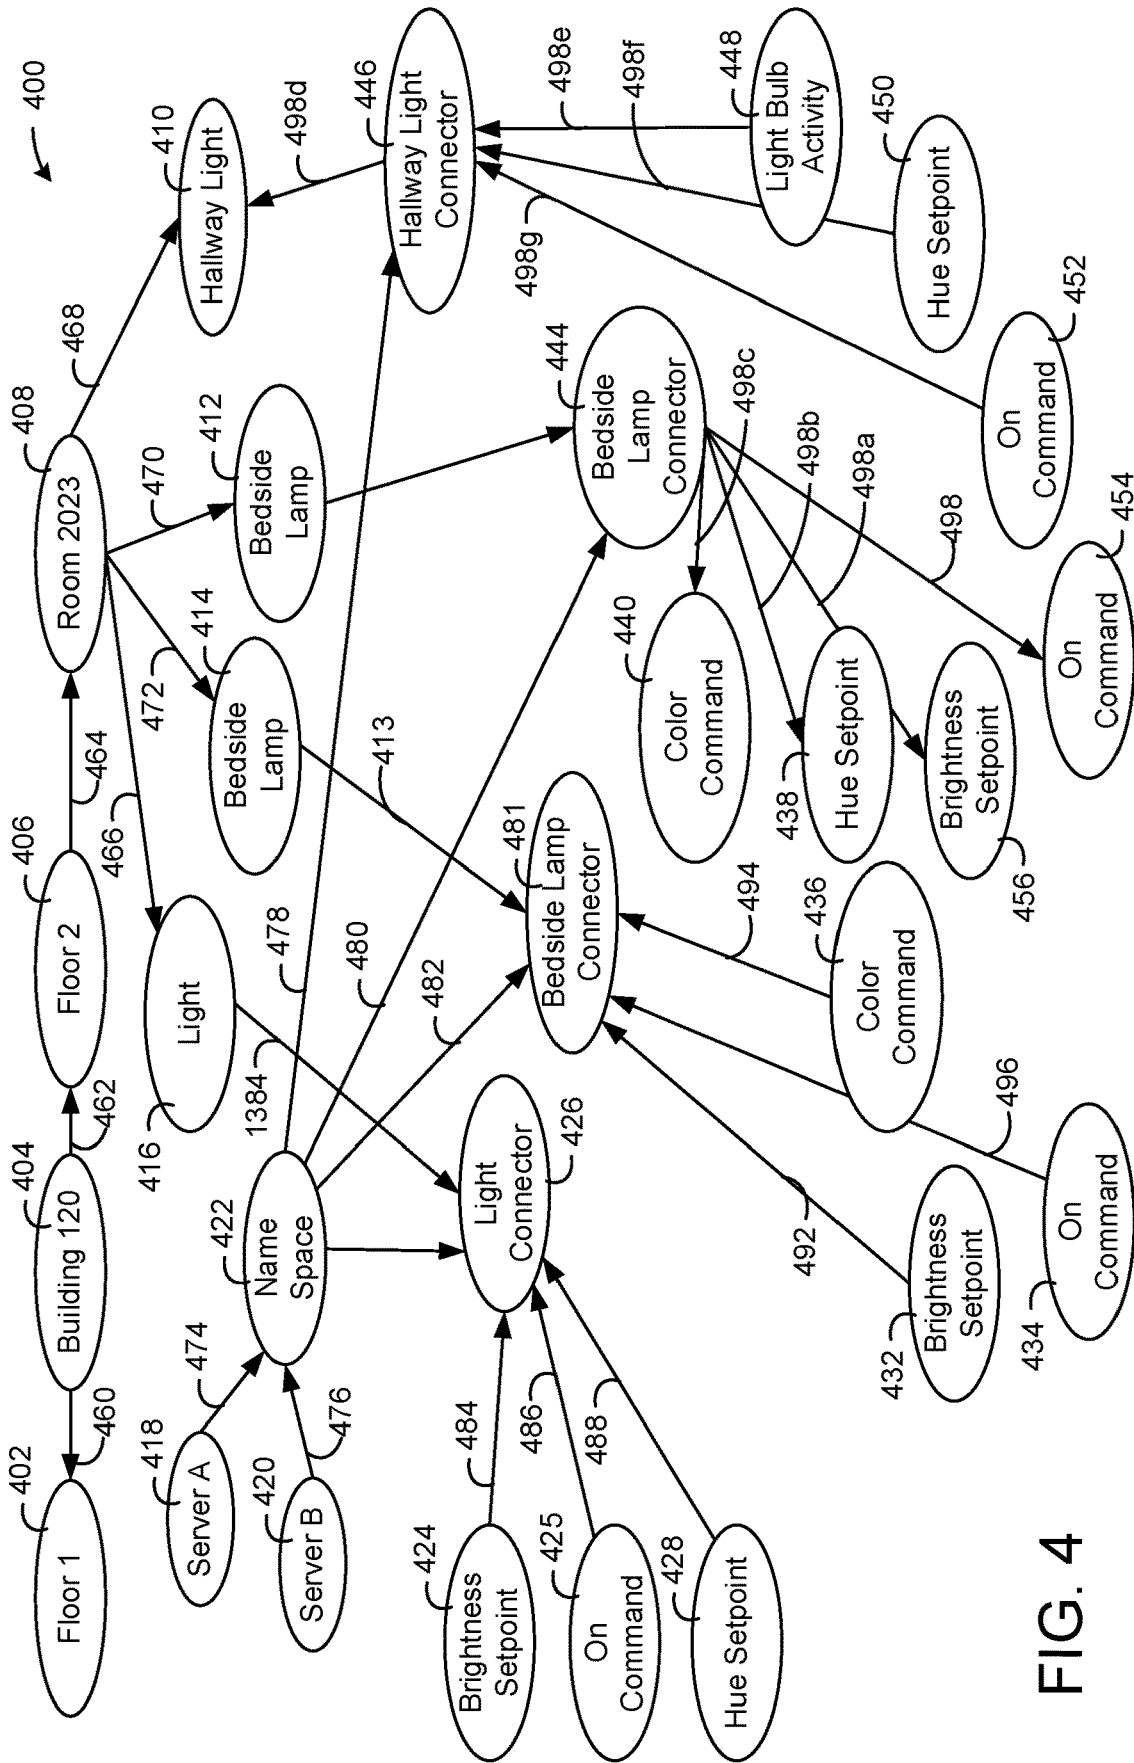 400
402
Floor 1
460
404
Building 120
462
406
Floor 2
464
408
Room 2023
468
410
Hallway Light
466
472
470
416
Light
414
Bedside
Lamp
412
Bedside
Lamp
498d
418
Server A
474
420
Server B
476
422
Name
Space
1384
478
480
482
413
446
Hallway Light
Connector
424
Brightness
Setpoint
484
425
On
Command
486
428
Hue Setpoint
488
Light
Connector
426
481
Bedside Lamp
Connector
444
Bedside
Lamp
Connector
498g
498e
498f
448
Light Bulb
Activity
450
Hue Setpoint
440
Color
Command
498c
498b
498a
498
438
Hue Setpoint
492
494
436
Color
Command
496
432
Brightness
Setpoint
434
On
Command
456
Brightness
Setpoint
454
On
Command
452
On
Command
FIG. 4